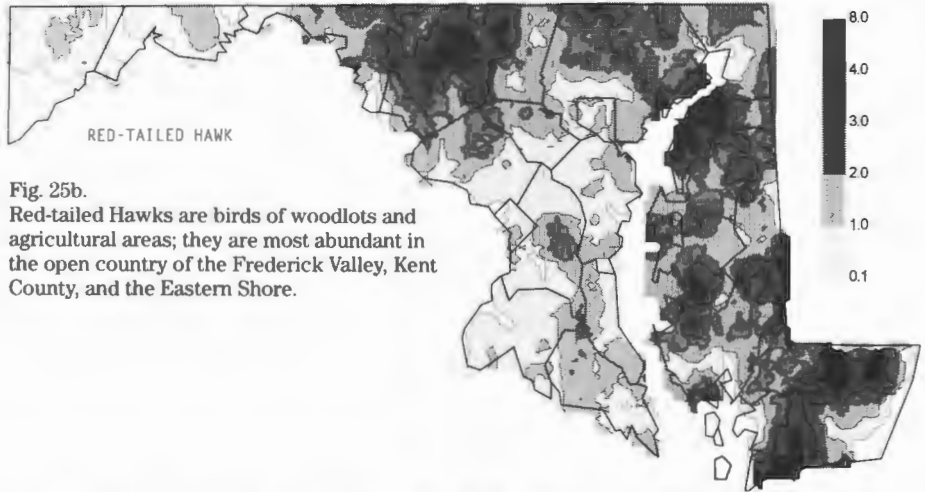 8.0
4.0
3.0
2.0
1.0
0.1
RED-TAILED HAWK
Fig. 25b.
Red-tailed Hawks are birds of woodlots and
agricultural areas; they are most abundant in
the open country of the Frederick Valley, Kent
County, and the Eastern Shore.